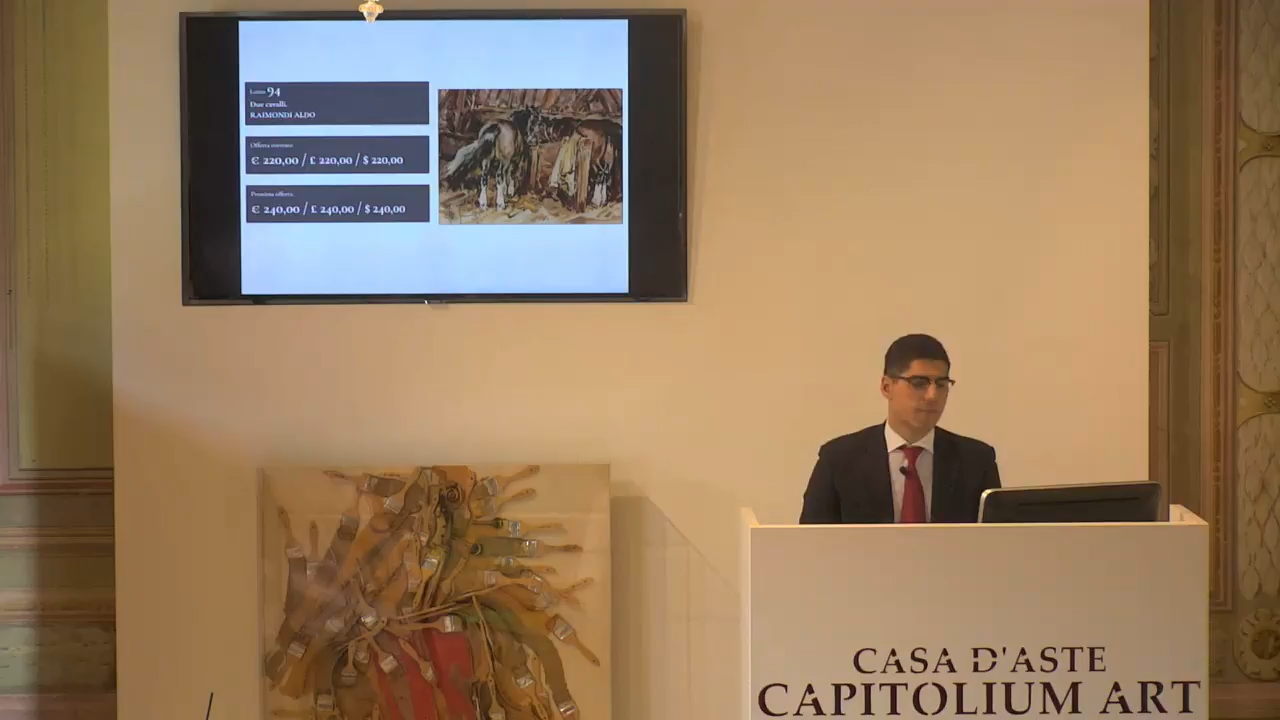 Lotto 94
Due cavalli.
RAIMONDI ALDO
Offerta corrente:
€ 220,00 / £ 220,00 / $ 220,00
Prossima offerta:
€ 240,00 / £ 240,00 / $ 240,00
CASA D'ASTE
CAPITOLIUM ART